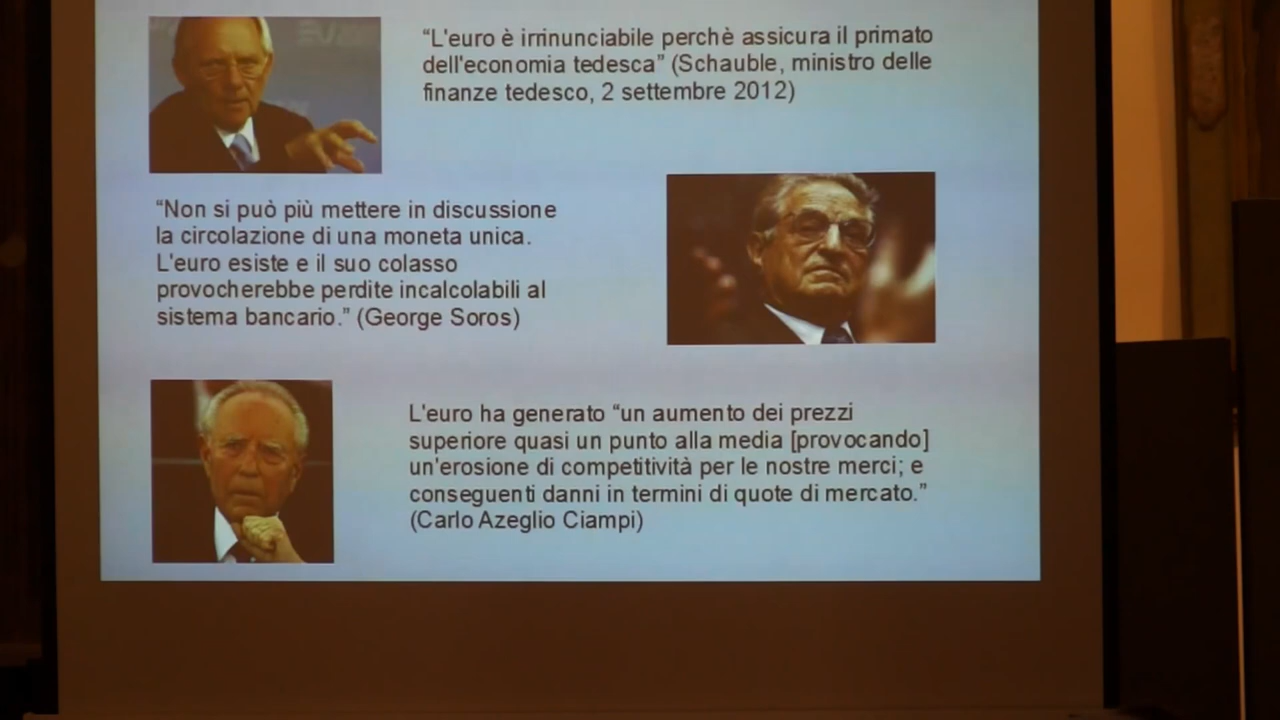 “L'euro è irrinunciabile perchè assicura il primato
dell'economia tedesca” (Schauble, ministro delle
finanze tedesco, 2 settembre 2012)
“Non si può più mettere in discussione
la circolazione di una moneta unica.
L'euro esiste e il suo colasso
provocherebbe perdite incalcolabili al
sistema bancario.” (George Soros)
L'euro ha generato “un aumento dei prezzi
superiore quasi un punto alla media [provocando]
un'erosione di competitività per le nostre merci; e
conseguenti danni in termini di quote di mercato.”
(Carlo Azeglio Ciampi)